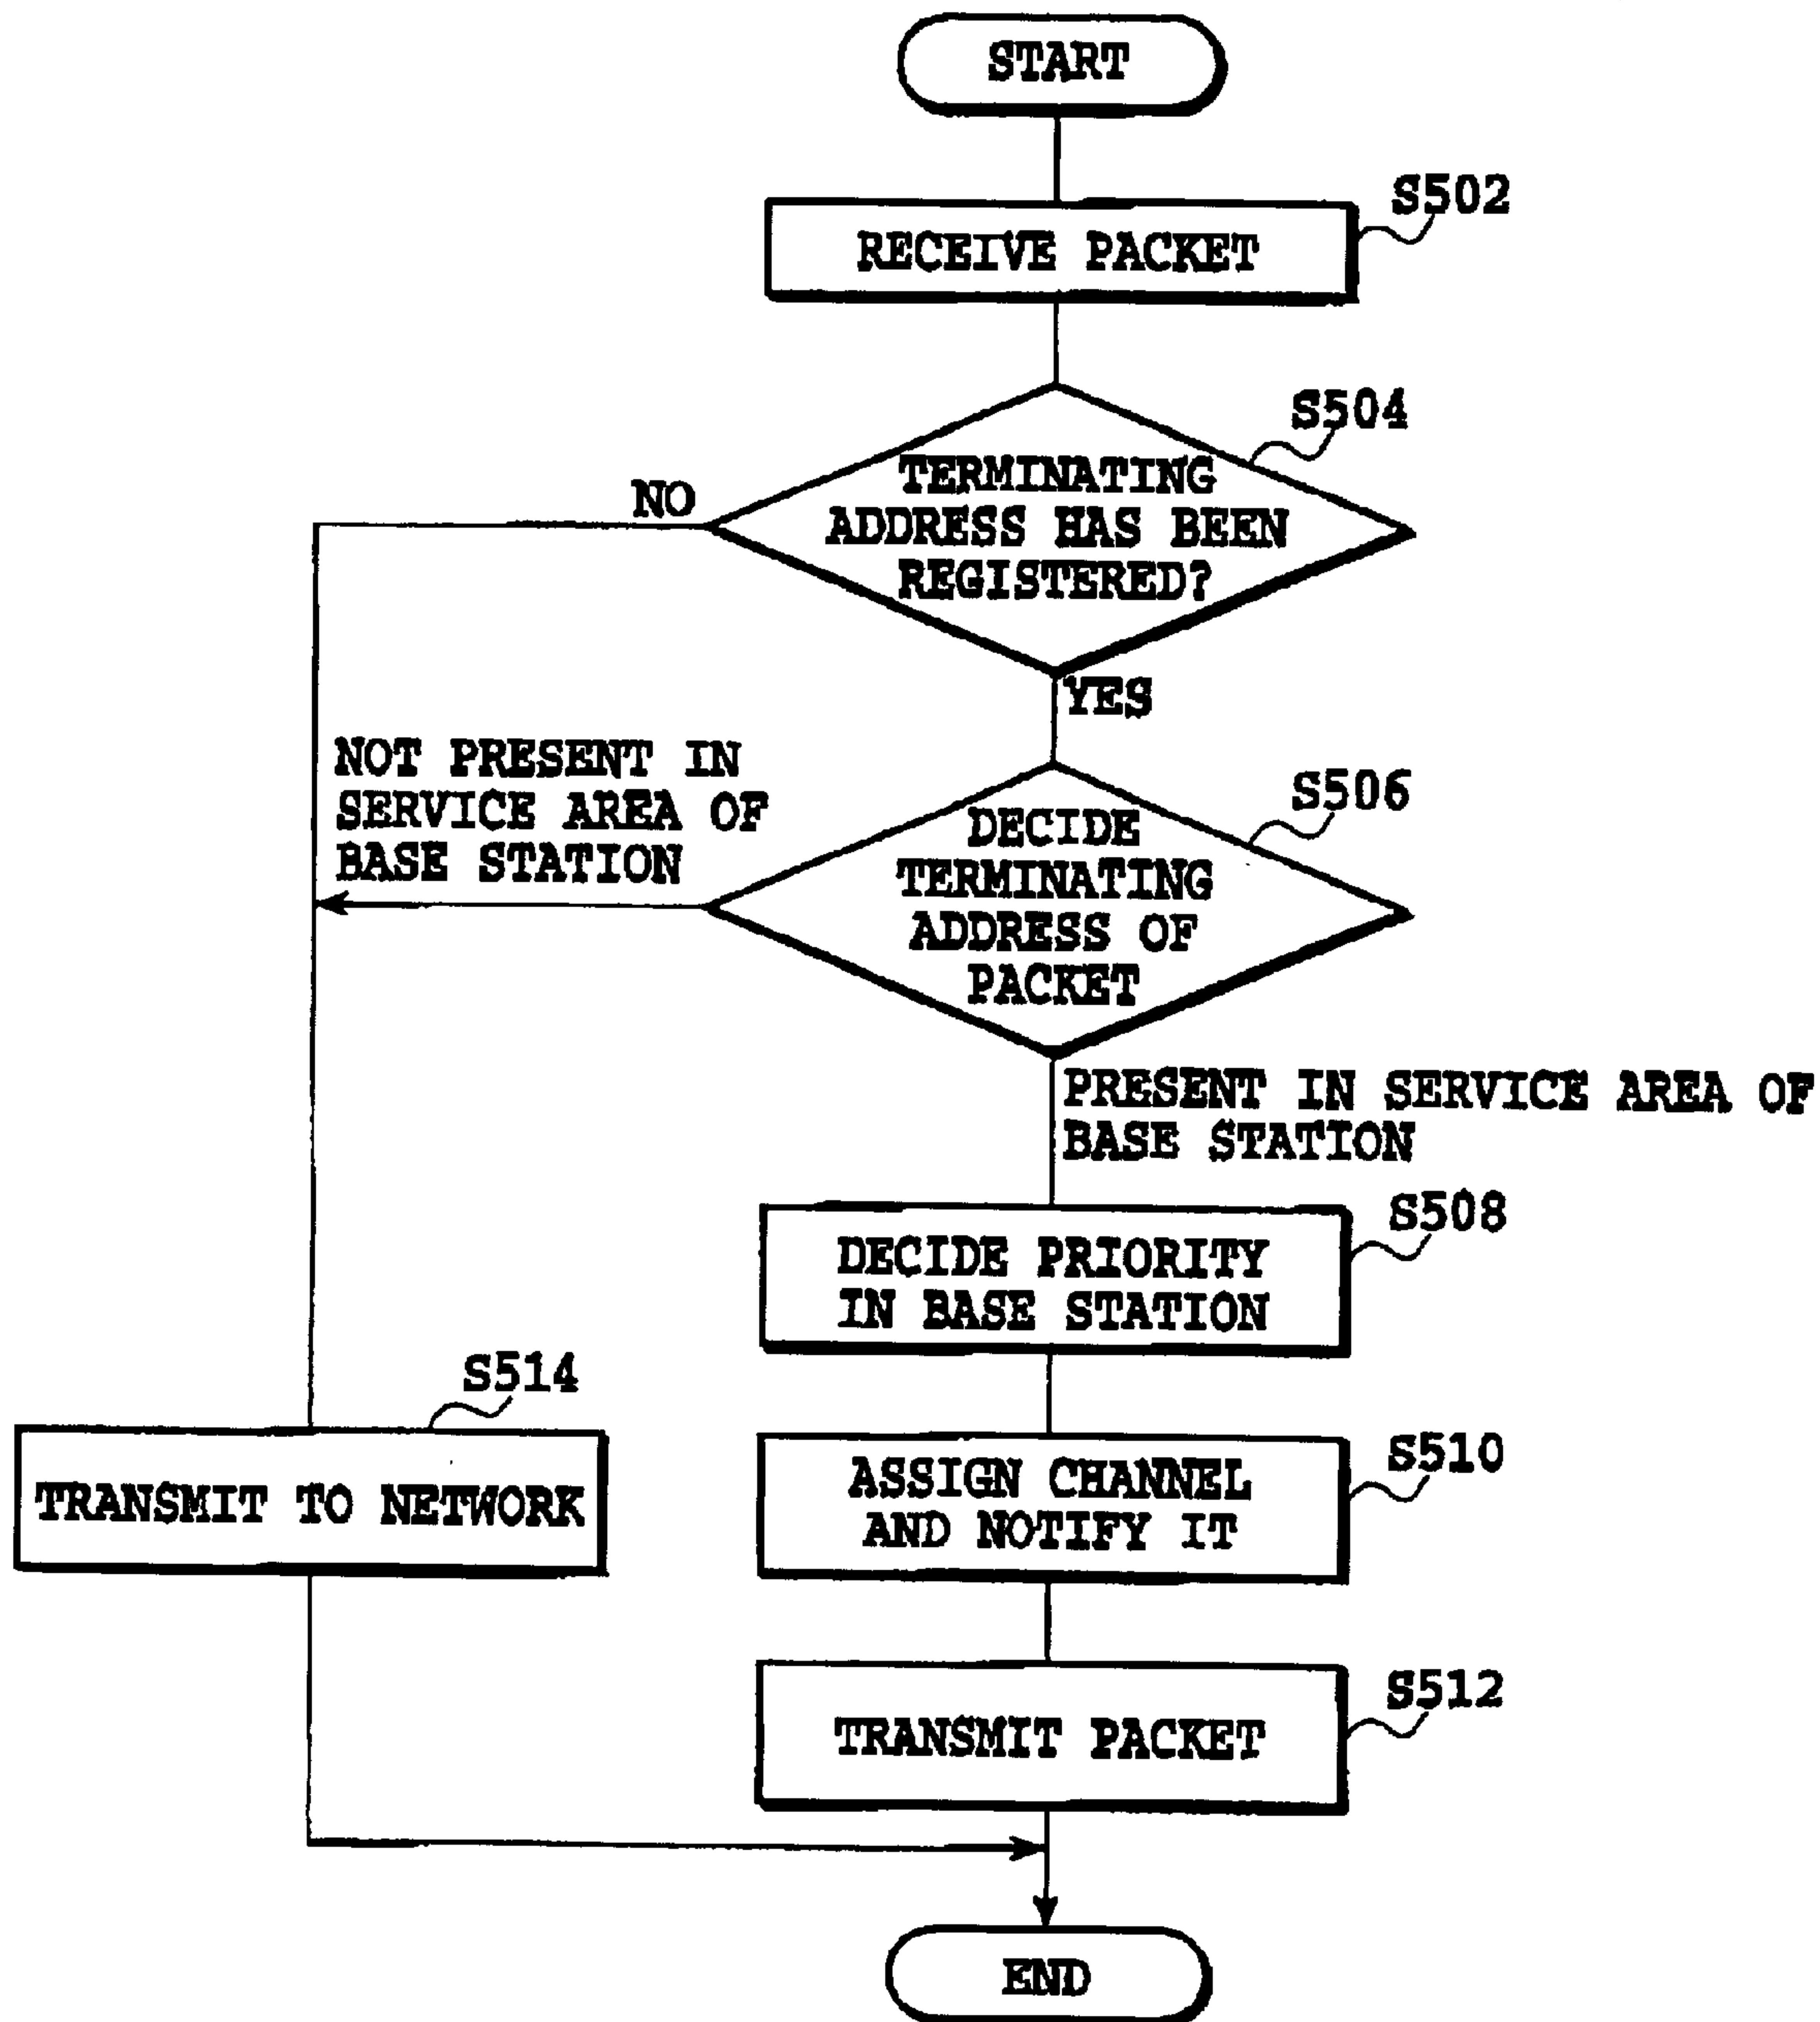 START
S502
RECEIVE PACKET
S504
TERMINATING
ADDRESS HAS BEEN
REGISTERED?
NO
YES
NOT PRESENT IN
SERVICE AREA OF
BASE STATION
S506
DECIDE
TERMINATING
ADDRESS OF
PACKET
PRESENT IN SERVICE AREA OF
BASE STATION
S508
DECIDE PRIORITY
IN BASE STATION
S514
TRANSMIT TO NETWORK
S510
ASSIGN CHANNEL
AND NOTIFY IT
S512
TRANSMIT PACKET
END